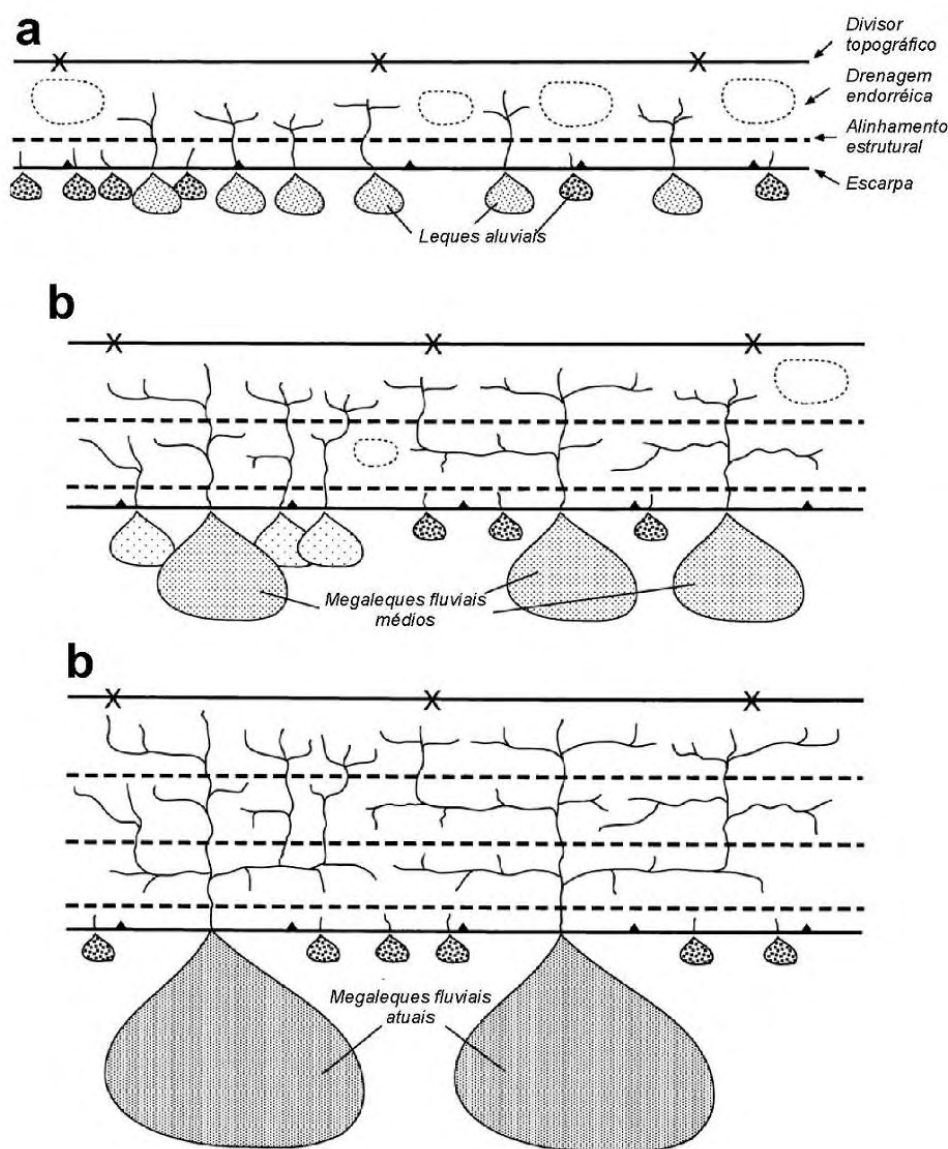 a
Divisor
topográfico
Drenagem
endorréica
Alinhamento
estrutural
Escarpa
Leques aluviais
b
Megaleques fluviais
médios
b
Megaleques fluviais
atuais